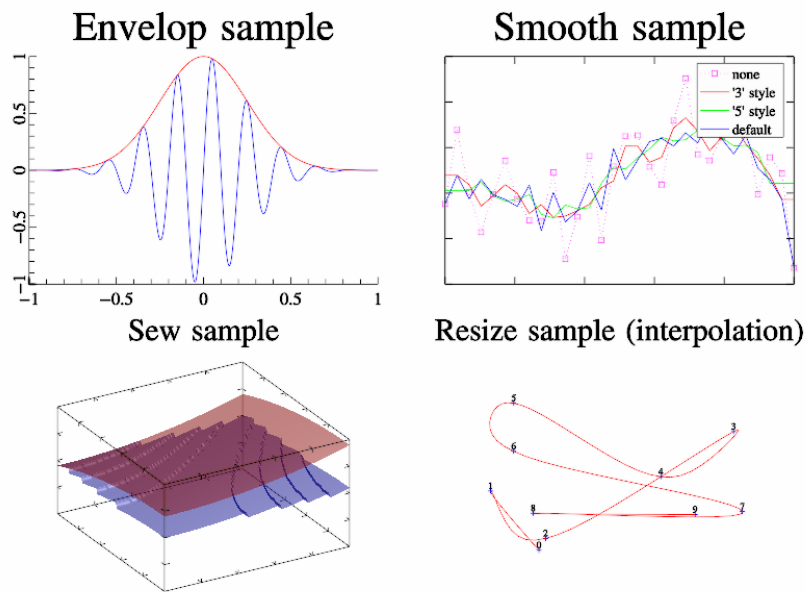 Envelop sample
1
0.5
0
−0.5
−1
−1
−0.5
0
0.5
1
Smooth sample
none
'3' style
'5' style
default
Sew sample
Resize sample (interpolation)
5
3
6
4
1
8
9
7
2
0